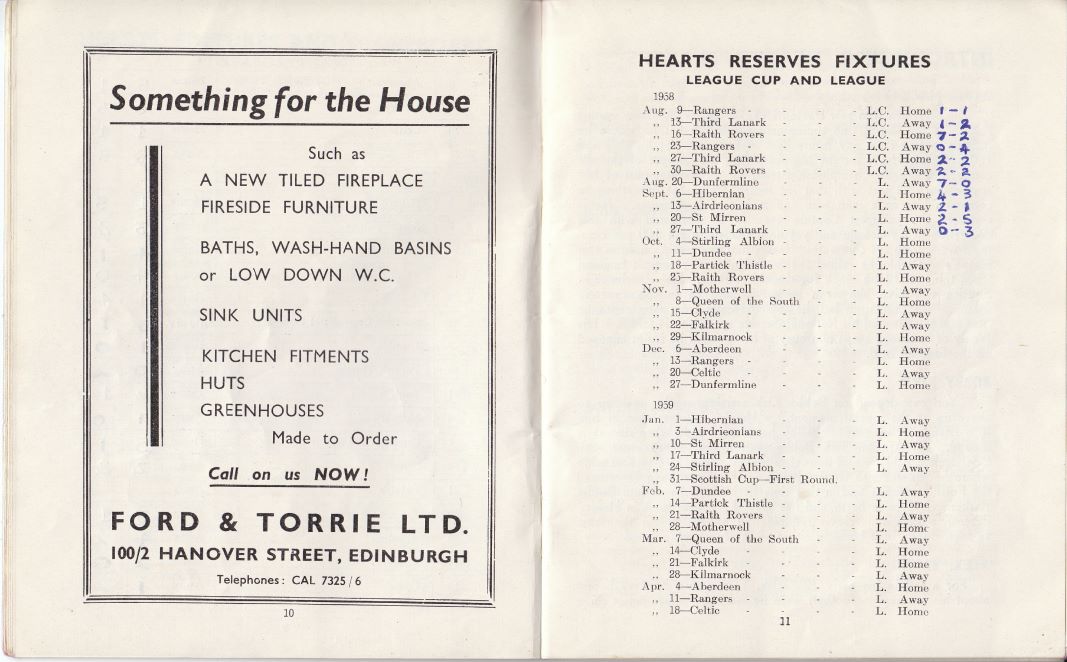 Something for the House
Such as
A NEW TILED FIREPLACE
FIRESIDE FURNITURE
BATHS, WASH-HAND BASINS
or LOW DOWN W.C.
SINK UNITS
KITCHEN FITMENTS
HUTS
GREENHOUSES
Made to Order
Call on us NOW!
FORD & TORRIE LTD.
100/2 HANOVER STREET, EDINBURGH
Telephones: CAL 7325/6
10
HEARTS RESERVES FIXTURES
LEAGUE CUP AND LEAGUE
1958
Aug. 9—Rangers - - - - L.C. Home 1-1
,, 13—Third Lanark - - - L.C. Away 1-2
,, 16—Raith Rovers - - - L.C. Home 7-2
,, 23—Rangers - - - - L.C. Away 0-4
,, 27—Third Lanark - - - L.C. Home 2-2
,, 30—Raith Rovers - - - L.C. Away 2-2
Aug. 20—Dunfermline - - - L. Away 7-0
Sept. 6—Hibernian - - - L. Home 4-3
,, 13—Airdrieonians - - - L. Away 2-1
,, 20—St Mirren - - - L. Home 2-5
,, 27—Third Lanark - - - L. Away 0-3
Oct. 4—Stirling Albion - - - - L. Home
,, 11—Dundee - - - - L. Home
,, 18—Partick Thistle - - - - L. Away
,, 25—Raith Rovers - - - L. Home
Nov. 1—Motherwell - - - L. Away
,, 8—Queen of the South - - L. Home
,, 15—Clyde - - - - L. Away
,, 22—Falkirk - - - - L. Away
,, 29—Kilmarnock - - - L. Home
Dec. 6—Aberdeen - - - L. Away
,, 13—Rangers - - - - L. Home
,, 20—Celtic - - - L. Away
,, 27—Dunfermline - - - L. Home
1959
Jan. 1—Hibernian - - - L. Away
,, 3—Airdrieonians - - - L. Home
,, 10—St Mirren - - - L. Away
,, 17—Third Lanark - - - L. Home
,, 24—Stirling Albion - - - - L. Away
,, 31—Scottish Cup—First Round.
Feb. 7—Dundee - - - - L. Away
,, 14—Partick Thistle - - - - L. Home
,, 21—Raith Rovers - - - L. Away
,, 28—Motherwell - - - L. Home
Mar. 7—Queen of the South - - L. Away
,, 14—Clyde - - - - L. Home
,, 21—Falkirk - - - - L. Home
,, 28—Kilmarnock - - - L. Away
Apr. 4—Aberdeen - - - L. Home
,, 11—Rangers - - - - L. Away
,, 18—Celtic - - - - L. Home
11